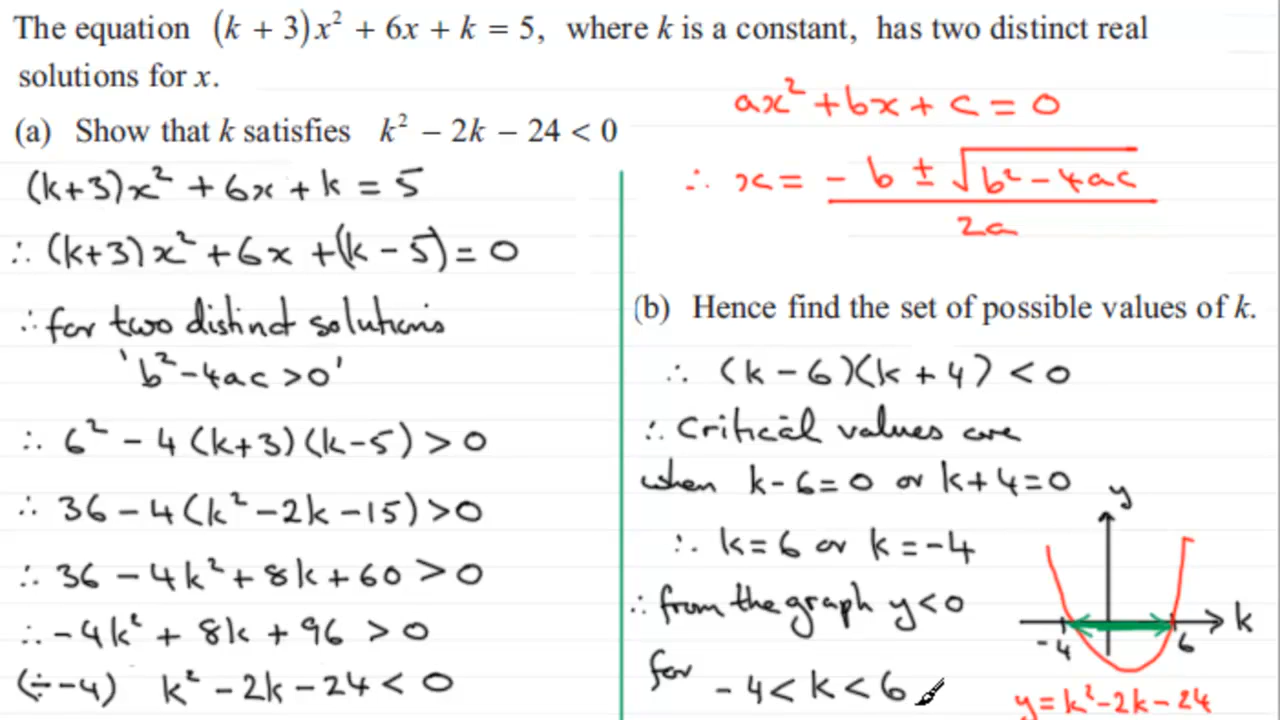 The equation (k + 3)x² + 6x + k = 5, where k is a constant, has two distinct real
solutions for x.
(a) Show that k satisfies k² − 2k − 24 < 0
(k+3)x² + 6x + k = 5
∴ (k+3)x² + 6x + (k − 5) = 0
∴ for two distinct solutions
'b² − 4ac > 0'
∴ 6² − 4(k+3)(k−5) > 0
∴ 36 − 4(k² − 2k − 15) > 0
∴ 36 − 4k² + 8k + 60 > 0
∴ −4k² + 8k + 96 > 0
(÷ −4) k² − 2k − 24 < 0
ax² + bx + c = 0
∴ x = −b ± √b² − 4ac
2a
(b) Hence find the set of possible values of k.
∴ (k − 6)(k + 4) < 0
∴ Critical values are
when k − 6 = 0 or k + 4 = 0
∴ k = 6 or k = −4
∴ from the graph y < 0
for −4 < k < 6
y
k
−4
6
y = k² − 2k − 24